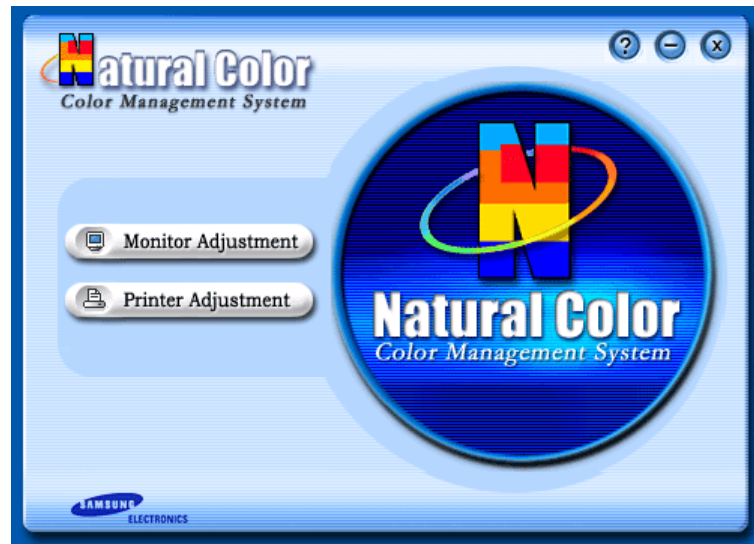 Natural Color
Color Management System
?
Monitor Adjustment
Printer Adjustment
N
Natural Color
Color Management System
SAMSUNG
ELECTRONICS